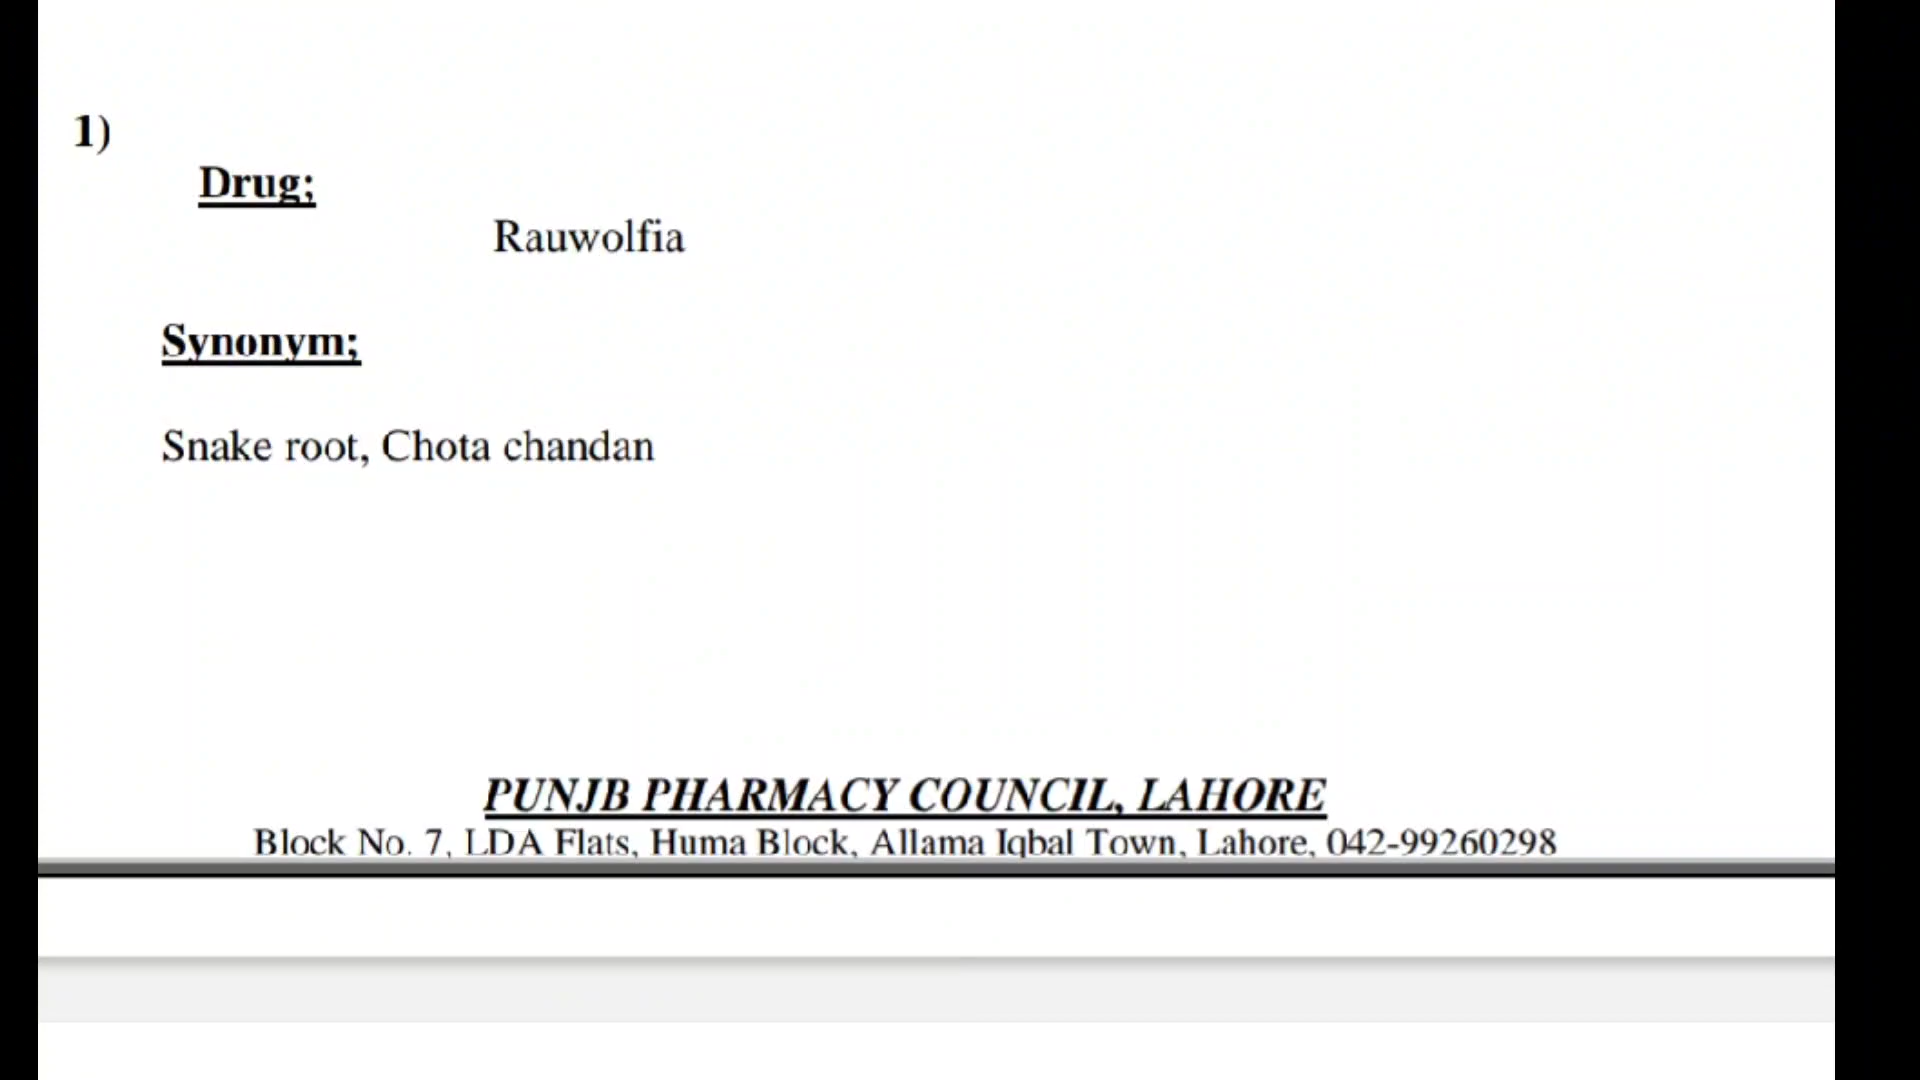 1)
Drug;
Rauwolfia
Synonym;
Snake root, Chota chandan
PUNJB PHARMACY COUNCIL, LAHORE
Block No. 7, LDA Flats, Huma Block, Allama Iqbal Town, Lahore, 042-99260298